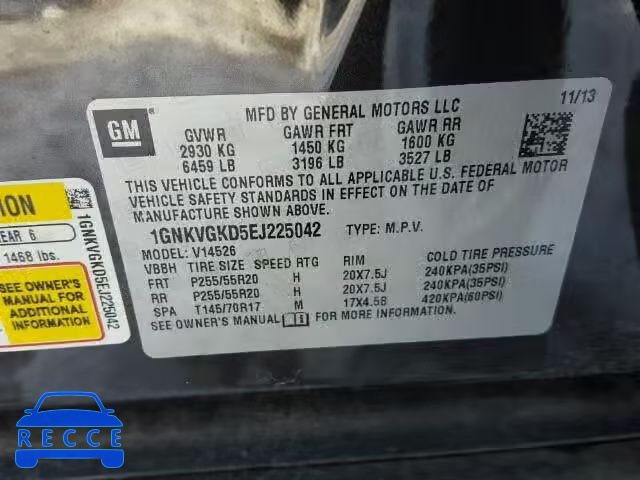 GM
MFD BY GENERAL MOTORS LLC
11/13
GVWR GAWR FRT GAWR RR
2930 KG 1450 KG 1600 KG
6459 LB 3196 LB 3527 LB
THIS VEHICLE CONFORMS TO ALL APPLICABLE U.S. FEDERAL MOTOR
VEHICLE SAFETY STANDARDS IN EFFECT ON THE DATE OF
MANUFACTURE SHOWN ABOVE.
1GNKVGKD5EJ225042 TYPE: M.P.V.
MODEL: V14526
VBBH TIRE SIZE SPEED RTG RIM COLD TIRE PRESSURE
FRT P255/55R20 H 20X7.5J 240KPA(35PSI)
RR P255/55R20 H 20X7.5J 240KPA(35PSI)
SPA T145/70R17 M 17X4.5B 420KPA(60PSI)
SEE OWNER'S MANUAL FOR MORE INFORMATION.
TION
EAR 6
1468 lbs.
SEE OWNER'S
MANUAL FOR
ADDITIONAL
INFORMATION
1GNKVGKD5EJ225042
RECCE